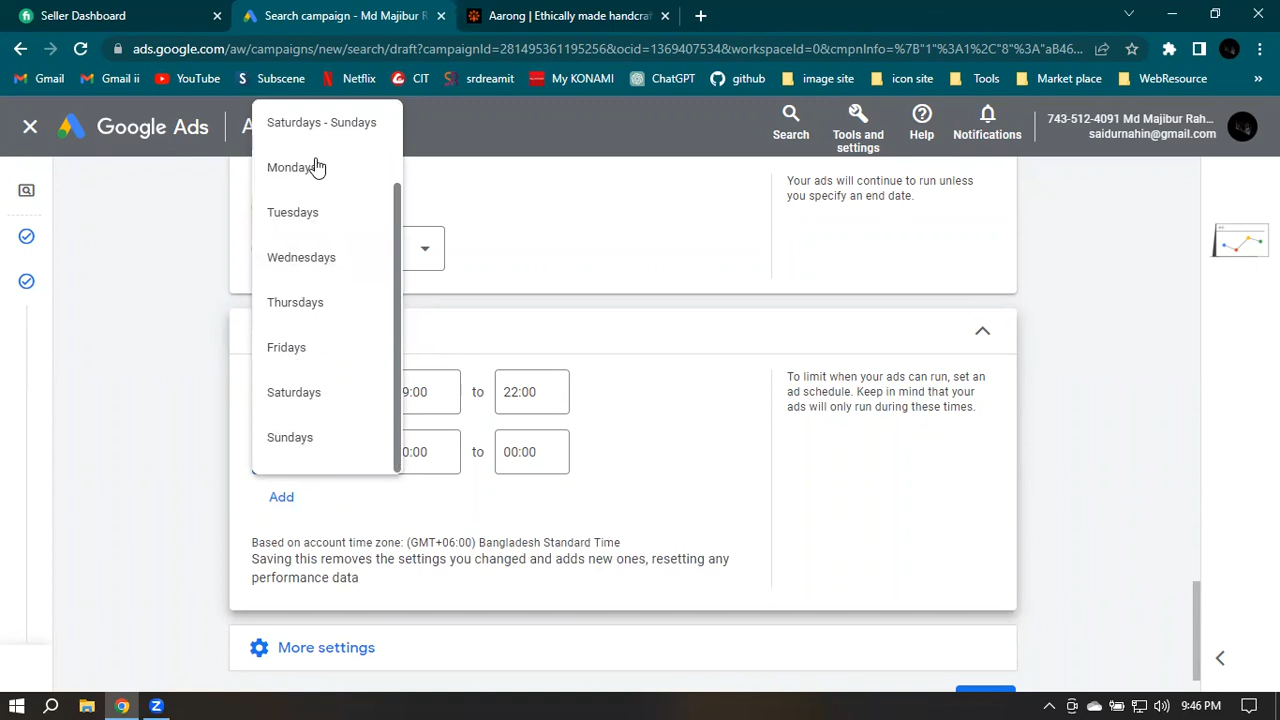 Seller Dashboard
Search campaign - Md Majibur R
Aarong | Ethically made handcr
ads.google.com/aw/campaigns/new/search/draft?campaignId=281495361195256&ocid=13694075534&workspaceId=0&cmpnInfo=%7B"1"%3A1%2C"8"%3A"aB46...
Gmail
Gmail ii
YouTube
Subscene
Netflix
CIT
srdreamit
My KONAMI
ChatGPT
github
image site
icon site
Tools
Market place
WebResource
»
Google Ads
Search
Tools and
settings
Help
Notifications
743-512-4091 Md Majibur Rah...
saidurnahin@gmail.com
Saturdays - Sundays
Mondays
Tuesdays
Wednesdays
Thursdays
Fridays
Saturdays
Sundays
Your ads will continue to run unless
you specify an end date.
9:00 to 22:00
0:00 to 00:00
Add
To limit when your ads can run, set an
ad schedule. Keep in mind that your
ads will only run during these times.
Based on account time zone: (GMT+06:00) Bangladesh Standard Time
Saving this removes the settings you changed and adds new ones, resetting any
performance data
More settings
9:46 PM